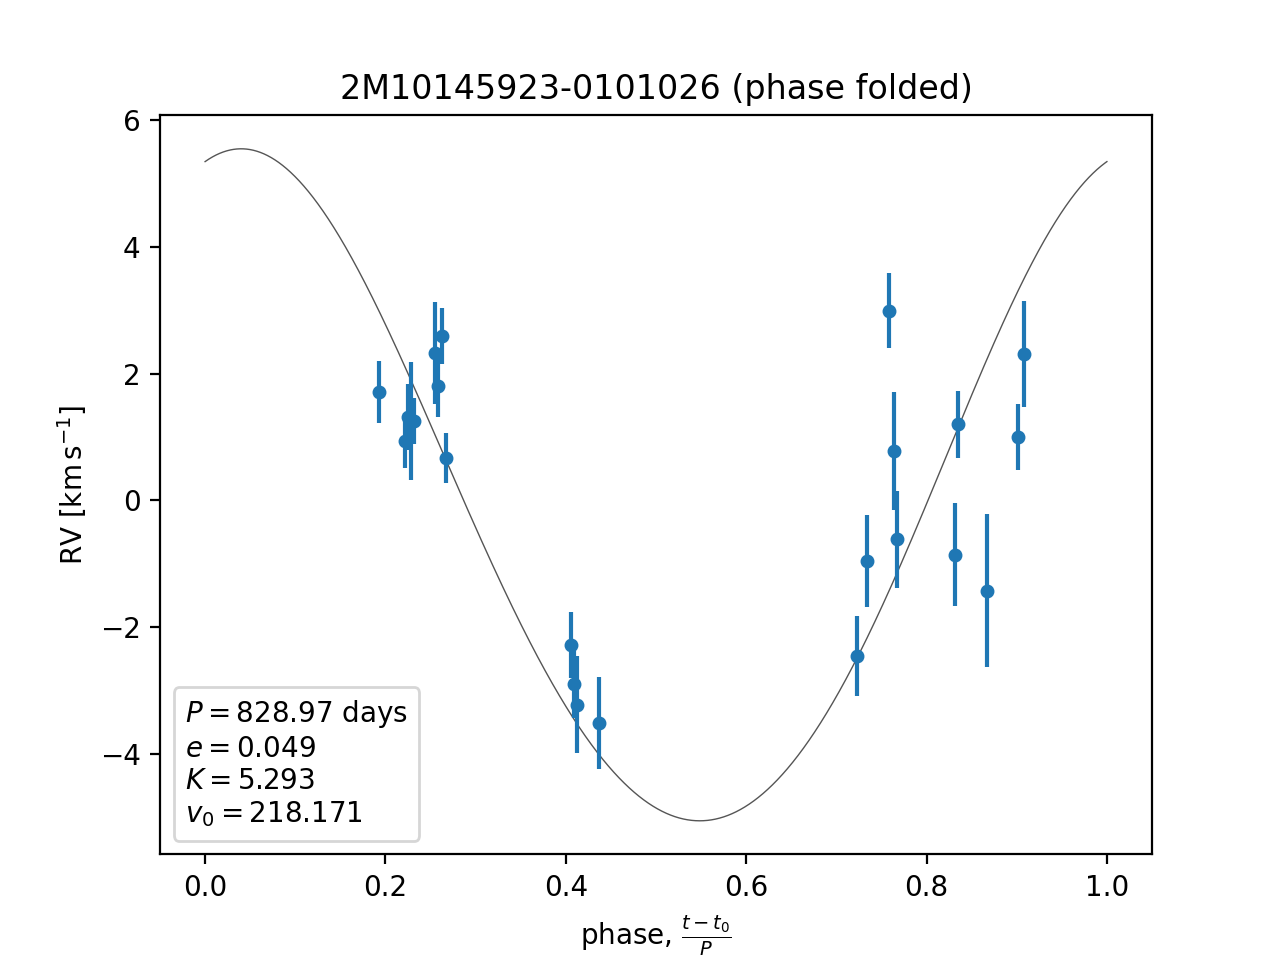 2M10145923-0101026 (phase folded)
6
4
2
0
−2
−4
RV [km s⁻¹]
P = 828.97 days
e = 0.049
K = 5.293
v₀ = 218.171
0.0 0.2 0.4 0.6 0.8 1.0
phase, (t − t₀)/P